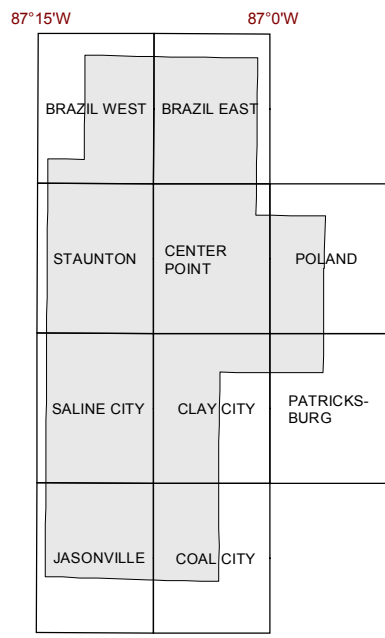 87°15'W 87°0'W
BRAZIL WEST BRAZIL EAST
STAUNTON CENTER POINT POLAND
SALINE CITY CLAY CITY PATRICKS-
BURG
JASONVILLE COAL CITY